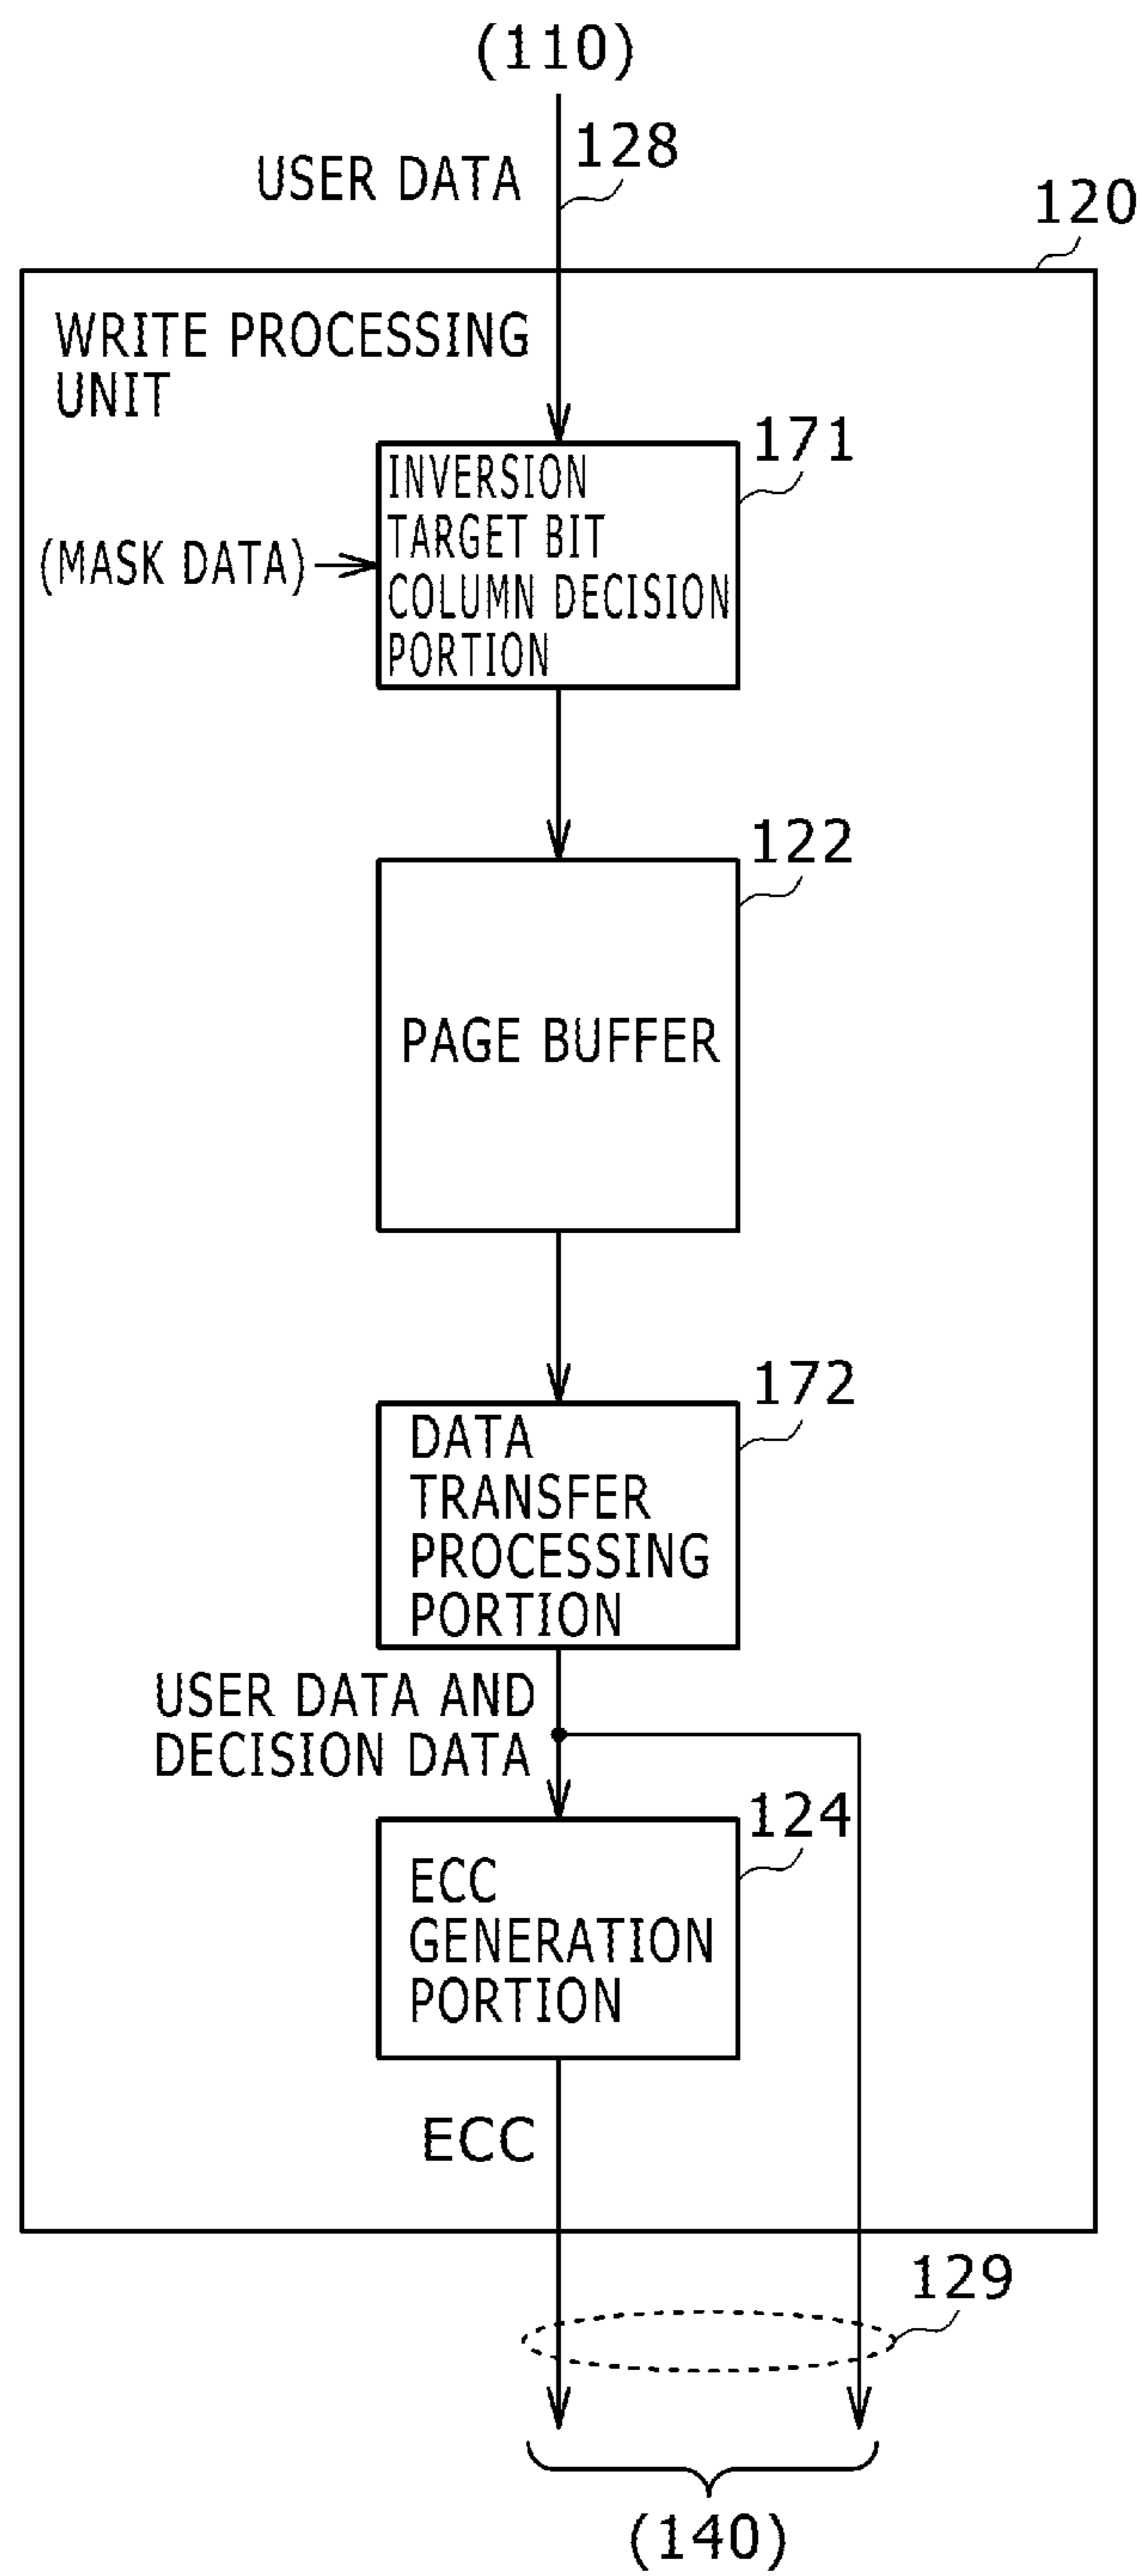 (110)
128
USER DATA
120
WRITE PROCESSING
UNIT
171
INVERSION
TARGET BIT
COLUMN DECISION
PORTION
(MASK DATA)
122
PAGE BUFFER
172
DATA
TRANSFER
PROCESSING
PORTION
USER DATA AND
DECISION DATA
124
ECC
GENERATION
PORTION
ECC
129
(140)